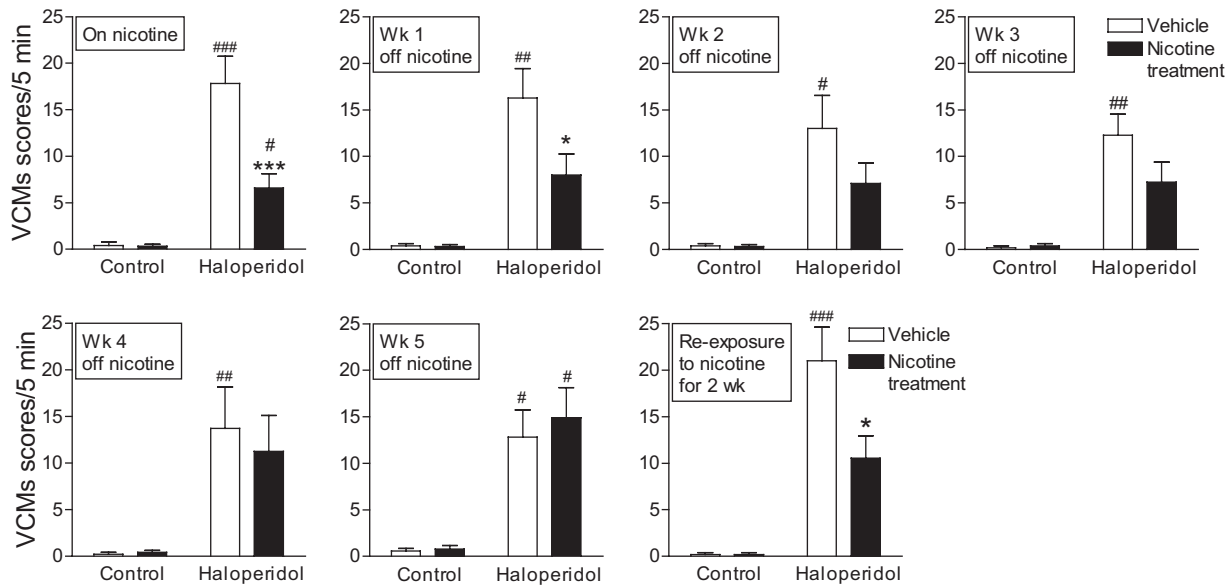 VCMs scores/5 min
25
20
15
10
5
0
On nicotine
###
#
***
Control
Haloperidol
25
20
15
10
5
0
Wk 1
off nicotine
##
*
Control
Haloperidol
25
20
15
10
5
0
Wk 2
off nicotine
#
Control
Haloperidol
25
20
15
10
5
0
Wk 3
off nicotine
##
Control
Haloperidol
Vehicle
Nicotine
treatment
VCMs scores/5 min
25
20
15
10
5
0
Wk 4
off nicotine
##
Control
Haloperidol
25
20
15
10
5
0
Wk 5
off nicotine
#
#
Control
Haloperidol
25
20
15
10
5
0
Re-exposure
to nicotine
for 2 wk
###
*
Control
Haloperidol
Vehicle
Nicotine
treatment